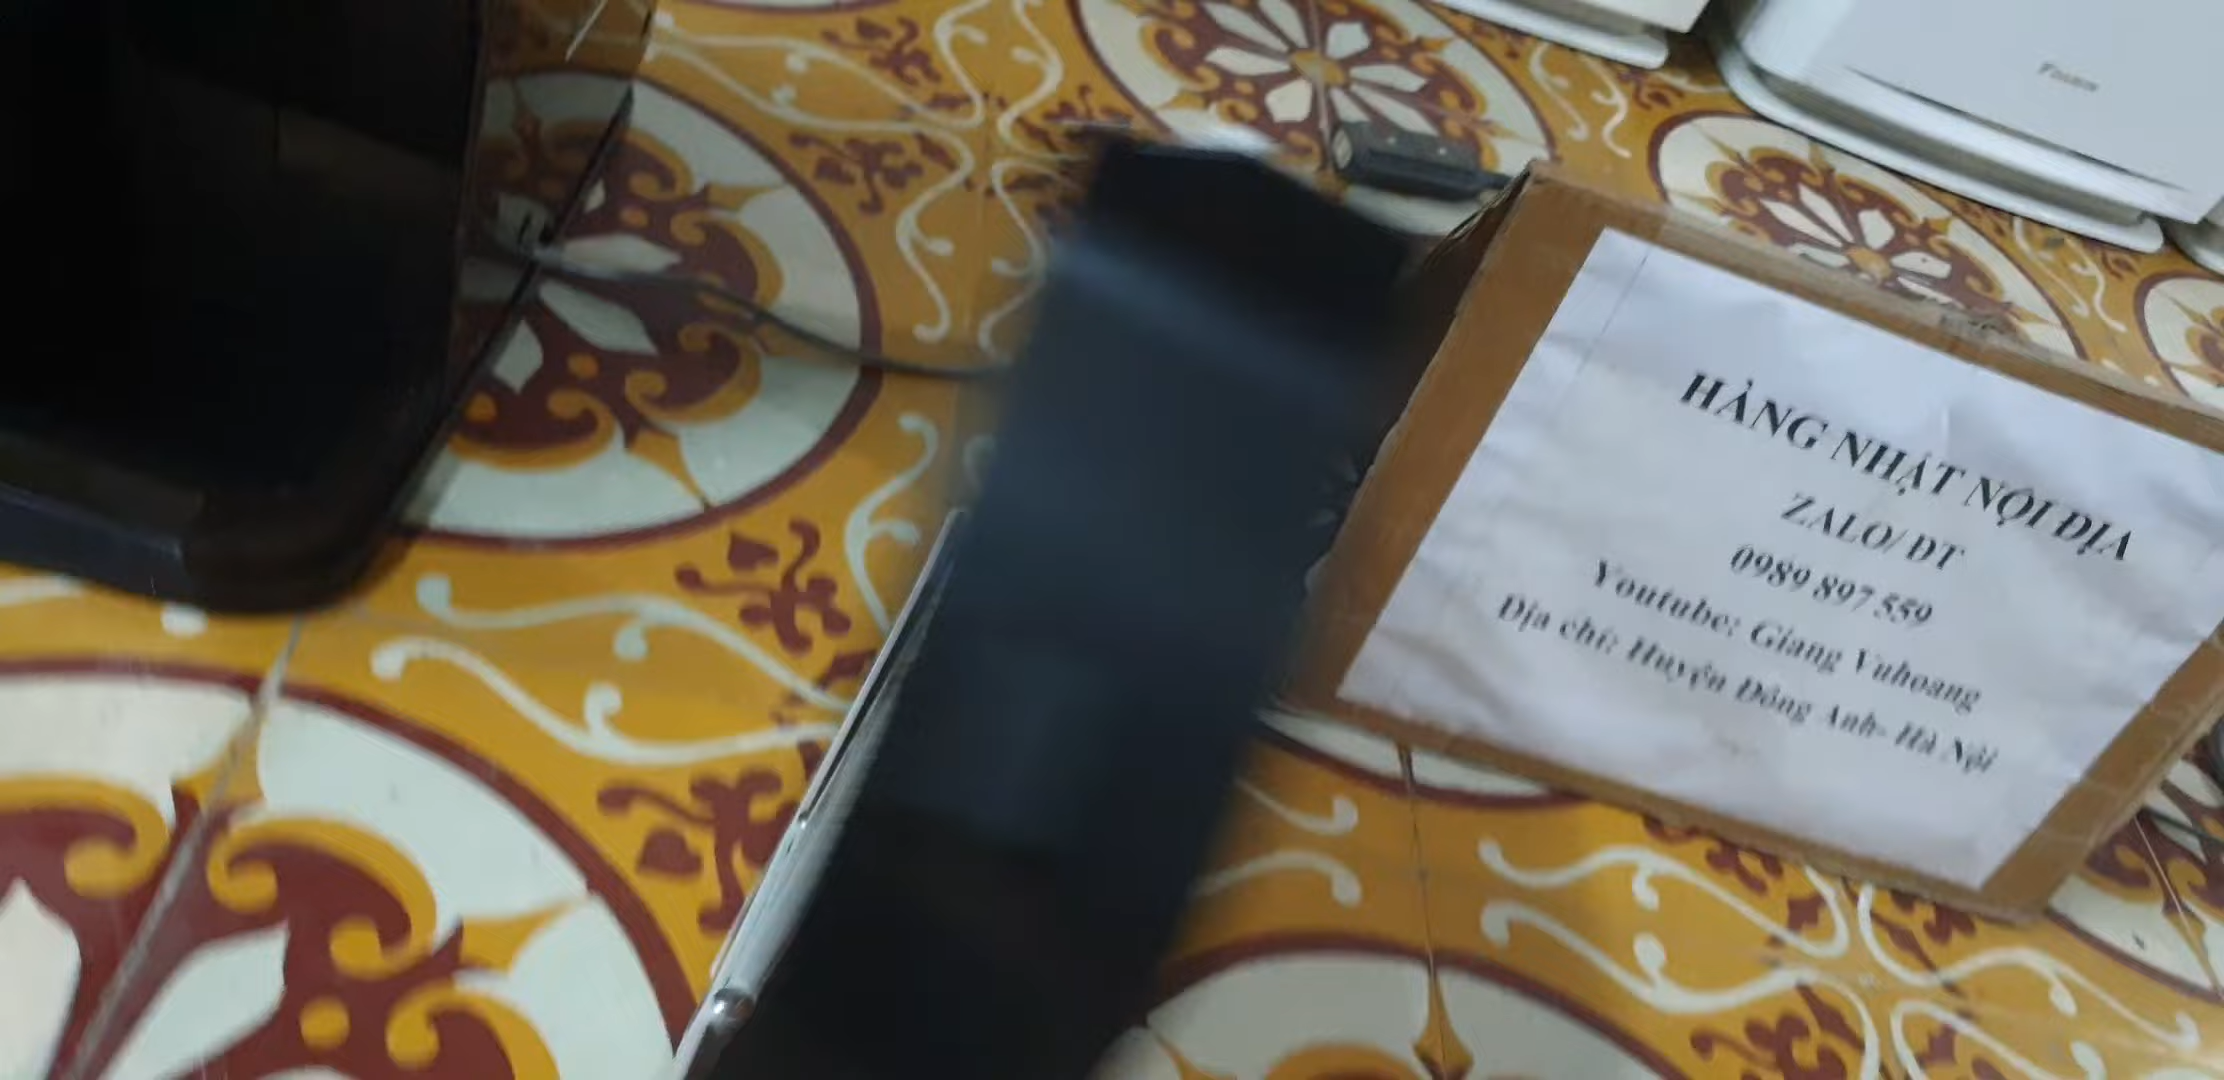 HÀNG NHẬT NỘI ĐỊA
ZALO/ ĐT
0989 897 559
Youtube: Giang Vuhoang
Địa chỉ: Huyện Đông Anh- Hà Nội